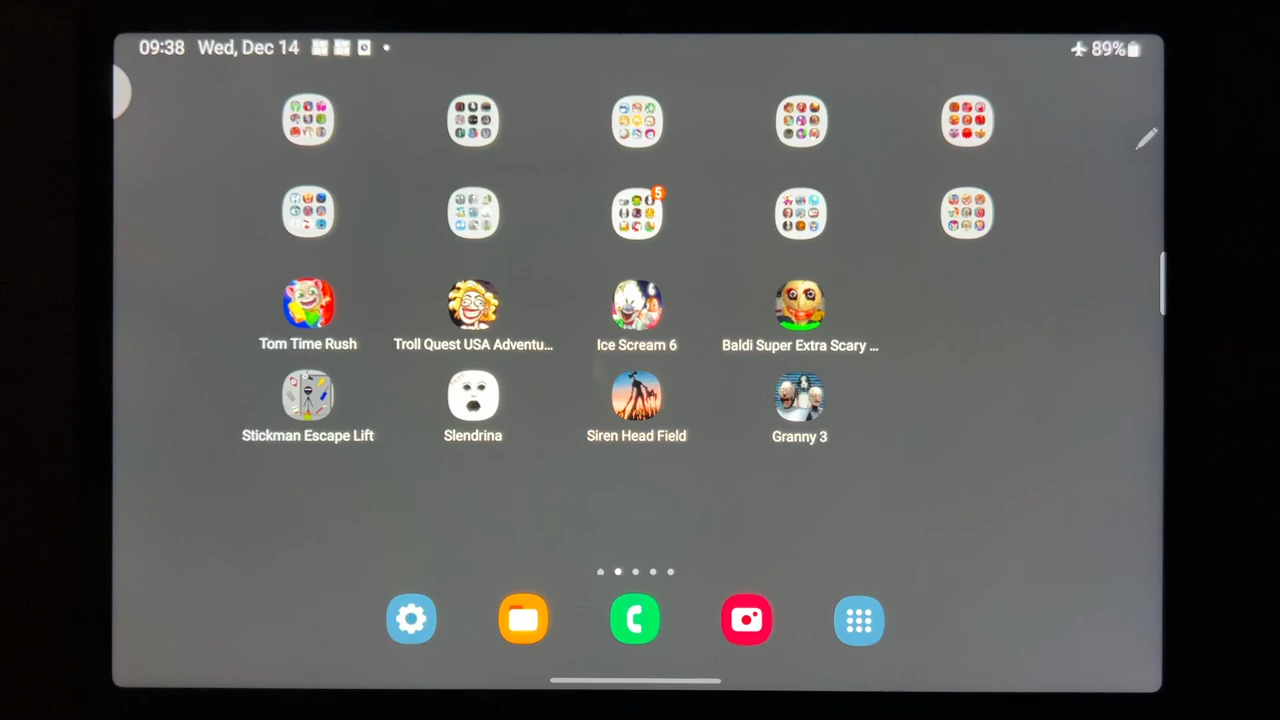 09:38 Wed, Dec 14
89%
5
Tom Time Rush
Troll Quest USA Adventu...
Ice Scream 6
Baldi Super Extra Scary ...
Stickman Escape Lift
Slendrina
Siren Head Field
Granny 3